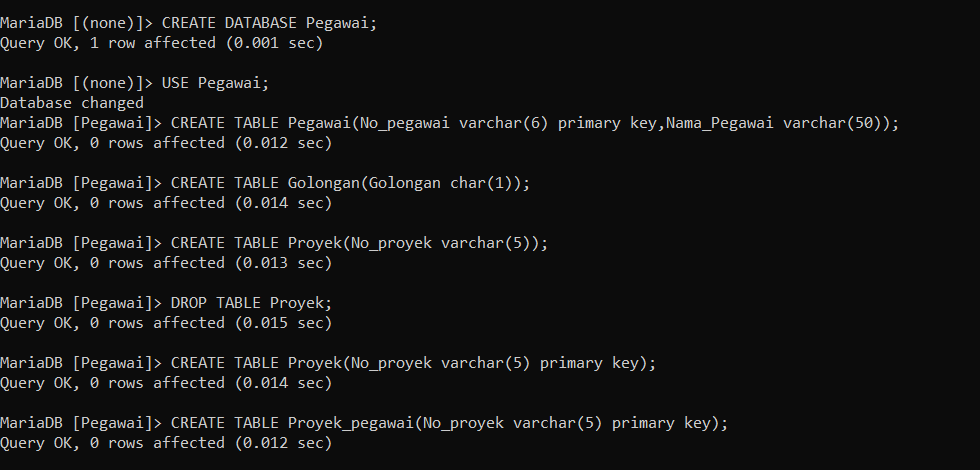 MariaDB [(none)]> CREATE DATABASE Pegawai;
Query OK, 1 row affected (0.001 sec)
MariaDB [(none)]> USE Pegawai;
Database changed
MariaDB [Pegawai]> CREATE TABLE Pegawai(No_pegawai varchar(6) primary key,Nama_Pegawai varchar(50));
Query OK, 0 rows affected (0.012 sec)
MariaDB [Pegawai]> CREATE TABLE Golongan(Golongan char(1));
Query OK, 0 rows affected (0.014 sec)
MariaDB [Pegawai]> CREATE TABLE Proyek(No_proyek varchar(5));
Query OK, 0 rows affected (0.013 sec)
MariaDB [Pegawai]> DROP TABLE Proyek;
Query OK, 0 rows affected (0.015 sec)
MariaDB [Pegawai]> CREATE TABLE Proyek(No_proyek varchar(5) primary key);
Query OK, 0 rows affected (0.014 sec)
MariaDB [Pegawai]> CREATE TABLE Proyek_pegawai(No_proyek varchar(5) primary key);
Query OK, 0 rows affected (0.012 sec)